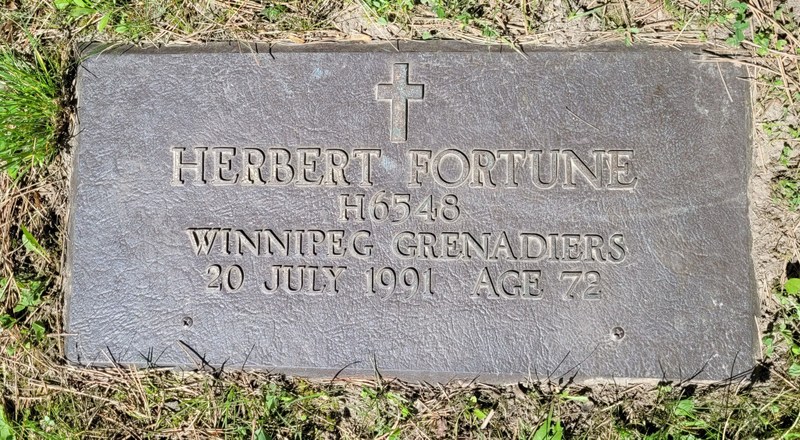 HERBERT FORTUNE
H6548
WINNIPEG GRENADIERS
20 JULY 1991 AGE 72